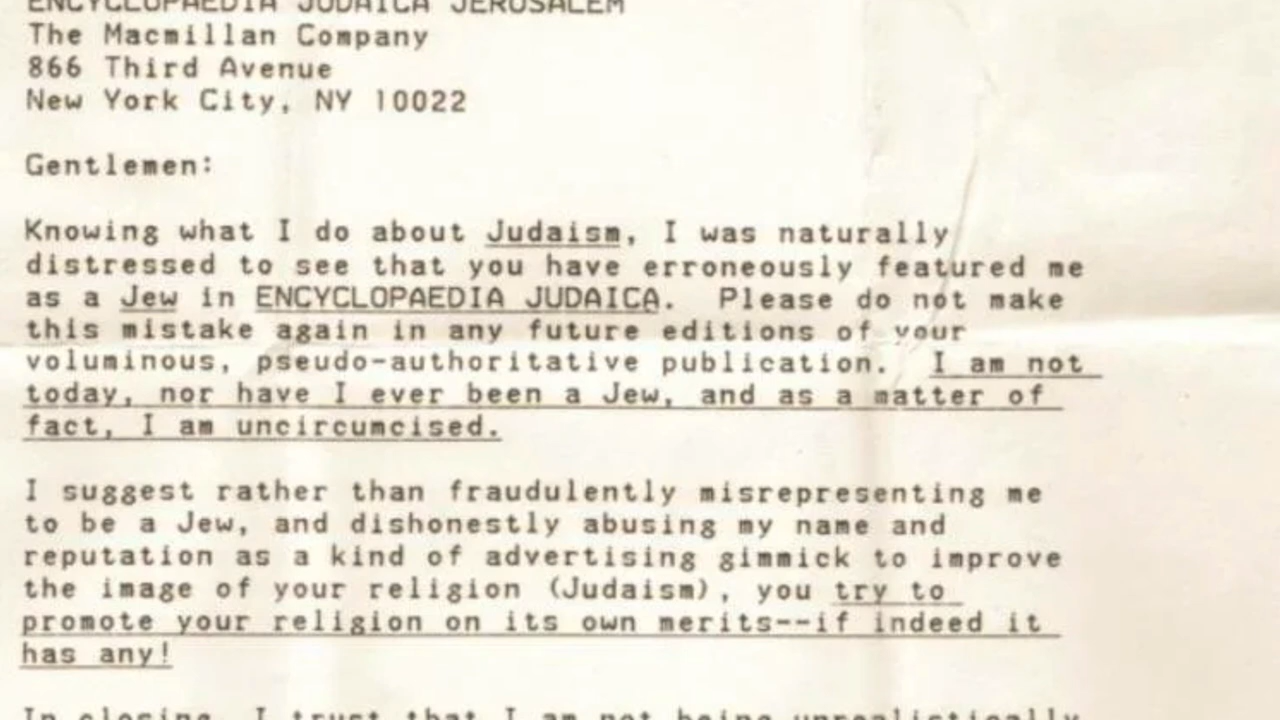 ENCYCLOPAEDIA JUDAICA JERUSALEM
The Macmillan Company
866 Third Avenue
New York City, NY 10022
Gentlemen:
Knowing what I do about Judaism, I was naturally
distressed to see that you have erroneously featured me
as a Jew in ENCYCLOPAEDIA JUDAICA. Please do not make
this mistake again in any future editions of your
voluminous, pseudo-authoritative publication. I am not
today, nor have I ever been a Jew, and as a matter of
fact, I am uncircumcised.
I suggest rather than fraudulently misrepresenting me
to be a Jew, and dishonestly abusing my name and
reputation as a kind of advertising gimmick to improve
the image of your religion (Judaism), you try to
promote your religion on its own merits--if indeed it
has any!
In closing, I trust that I am not being unrealistically